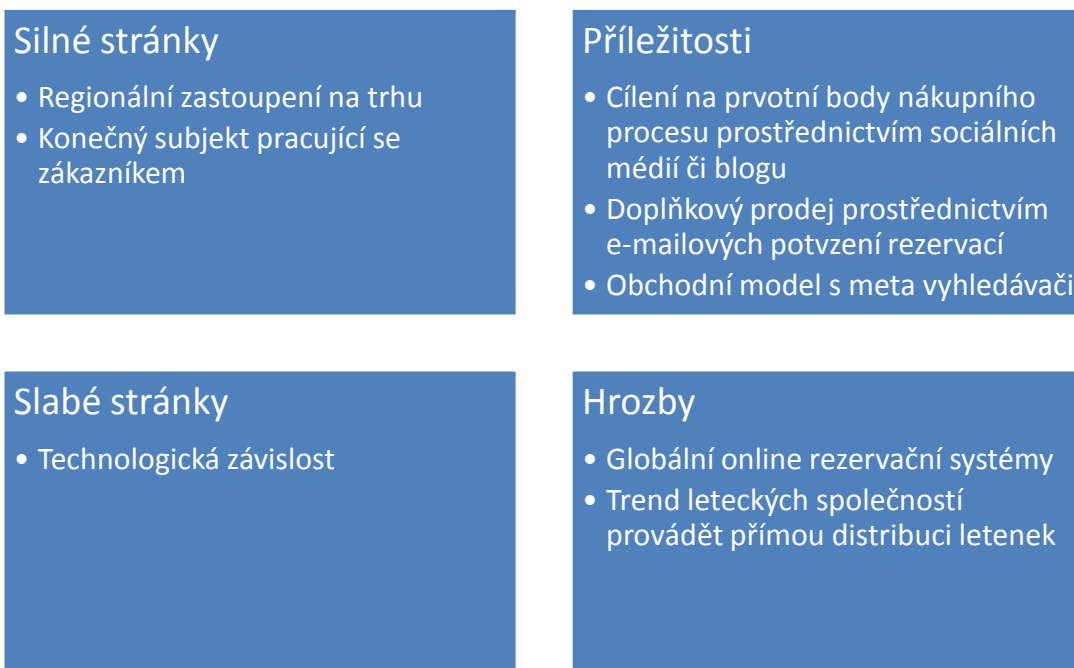 Silné stránky
• Regionální zastoupení na trhu
• Konečný subjekt pracující se
zákazníkem
Příležitosti
• Cílení na prvotní body nákupního
procesu prostřednictvím sociálních
médií či blogu
• Doplňkový prodej prostřednictvím
e-mailových potvzení rezervací
• Obchodní model s meta vyhledávači
Slabé stránky
• Technologická závislost
Hrozby
• Globální online rezervační systémy
• Trend leteckých společností
provádět přímou distribuci letenek